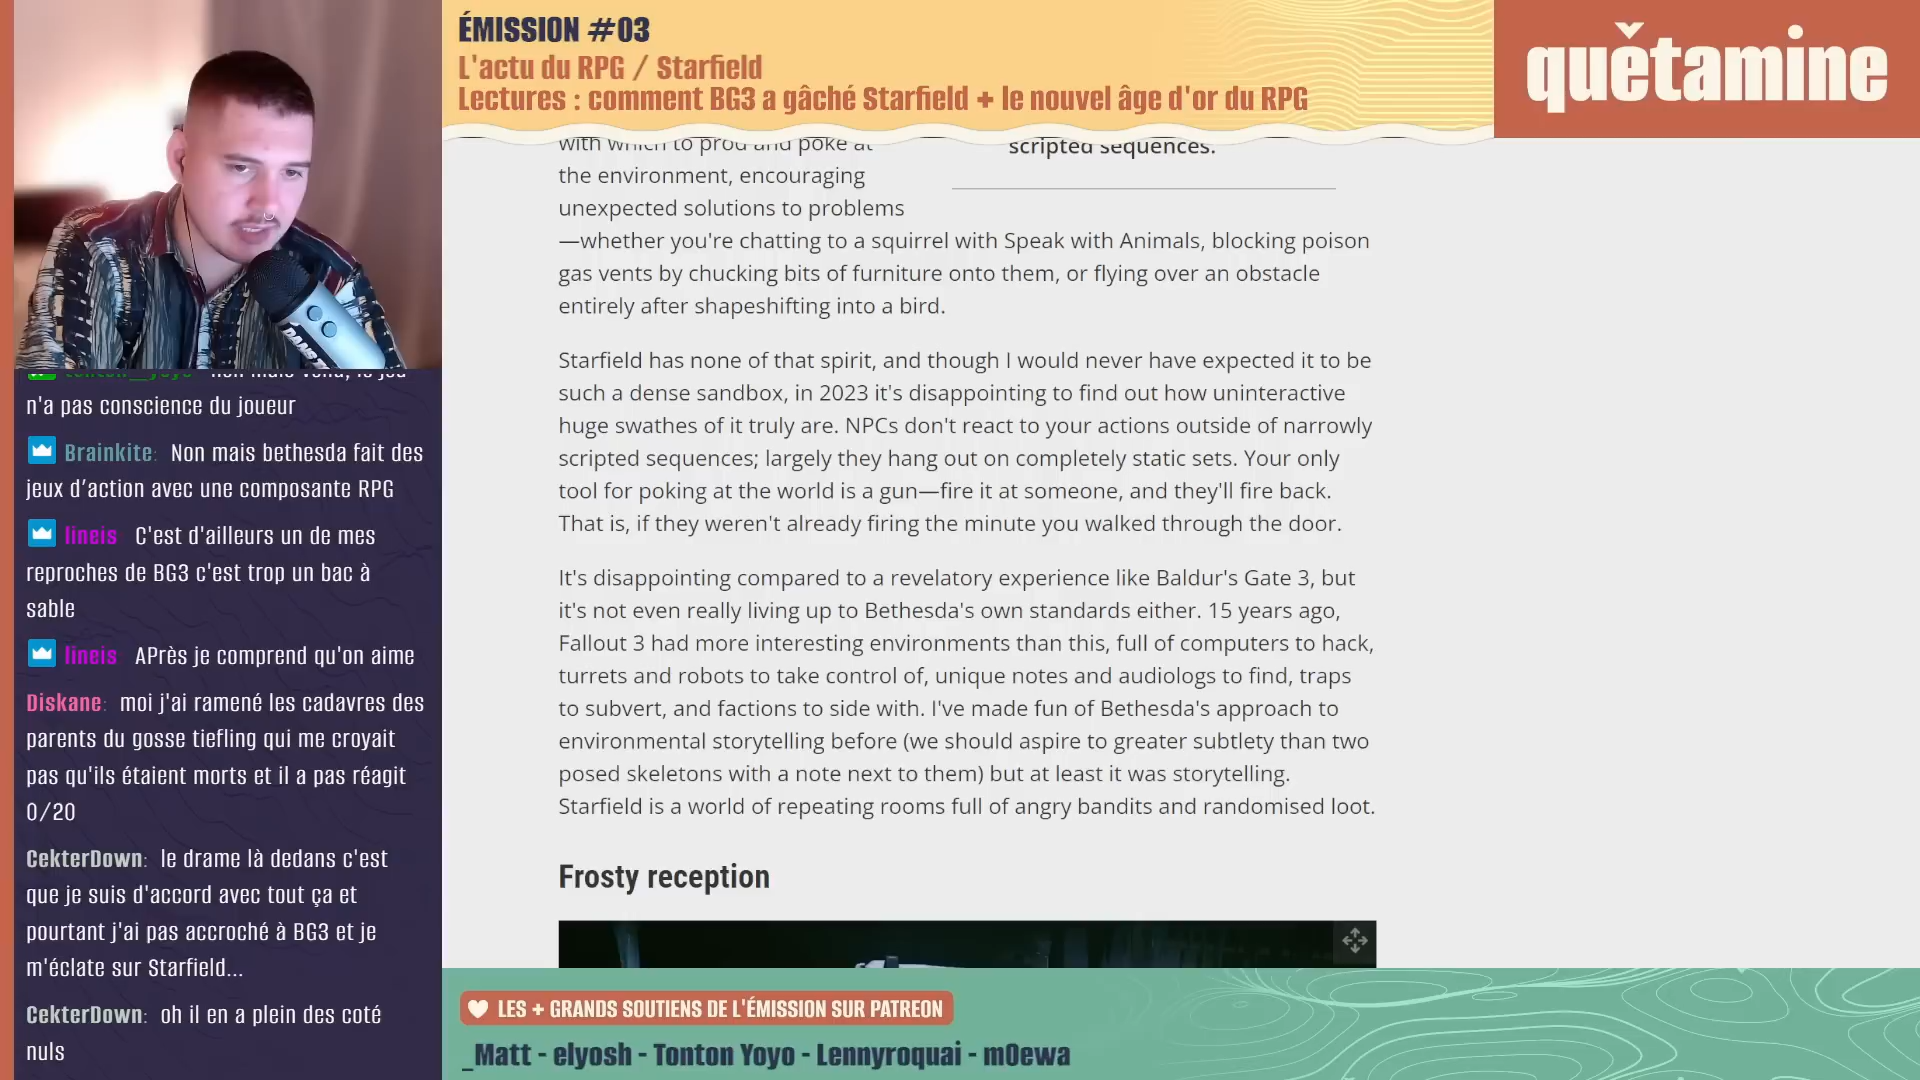 ÉMISSION #03
L'actu du RPG / Starfield
Lectures : comment BG3 a gâché Starfield + le nouvel âge d'or du RPG
quětamine
with which to prod and poke at
the environment, encouraging
unexpected solutions to problems
—whether you're chatting to a squirrel with Speak with Animals, blocking poison
gas vents by chucking bits of furniture onto them, or flying over an obstacle
entirely after shapeshifting into a bird.
scripted sequences.
Starfield has none of that spirit, and though I would never have expected it to be
such a dense sandbox, in 2023 it's disappointing to find out how uninteractive
huge swathes of it truly are. NPCs don't react to your actions outside of narrowly
scripted sequences; largely they hang out on completely static sets. Your only
tool for poking at the world is a gun—fire it at someone, and they'll fire back.
That is, if they weren't already firing the minute you walked through the door.
It's disappointing compared to a revelatory experience like Baldur's Gate 3, but
it's not even really living up to Bethesda's own standards either. 15 years ago,
Fallout 3 had more interesting environments than this, full of computers to hack,
turrets and robots to take control of, unique notes and audiologs to find, traps
to subvert, and factions to side with. I've made fun of Bethesda's approach to
environmental storytelling before (we should aspire to greater subtlety than two
posed skeletons with a note next to them) but at least it was storytelling.
Starfield is a world of repeating rooms full of angry bandits and randomised loot.
Frosty reception
n'a pas conscience du joueur
Brainkite: Non mais bethesda fait des
jeux d’action avec une composante RPG
lineis C'est d'ailleurs un de mes
reproches de BG3 c'est trop un bac à
sable
lineis APrès je comprend qu'on aime
Diskane: moi j'ai ramené les cadavres des
parents du gosse tiefling qui me croyait
pas qu'ils étaient morts et il a pas réagit
0/20
CekterDown: le drame là dedans c'est
que je suis d'accord avec tout ça et
pourtant j'ai pas accroché à BG3 et je
m'éclate sur Starfield...
CekterDown: oh il en a plein des coté
nuls
LES + GRANDS SOUTIENS DE L'ÉMISSION SUR PATREON
_Matt - elyosh - Tonton Yoyo - Lennyroquai - m0ewa